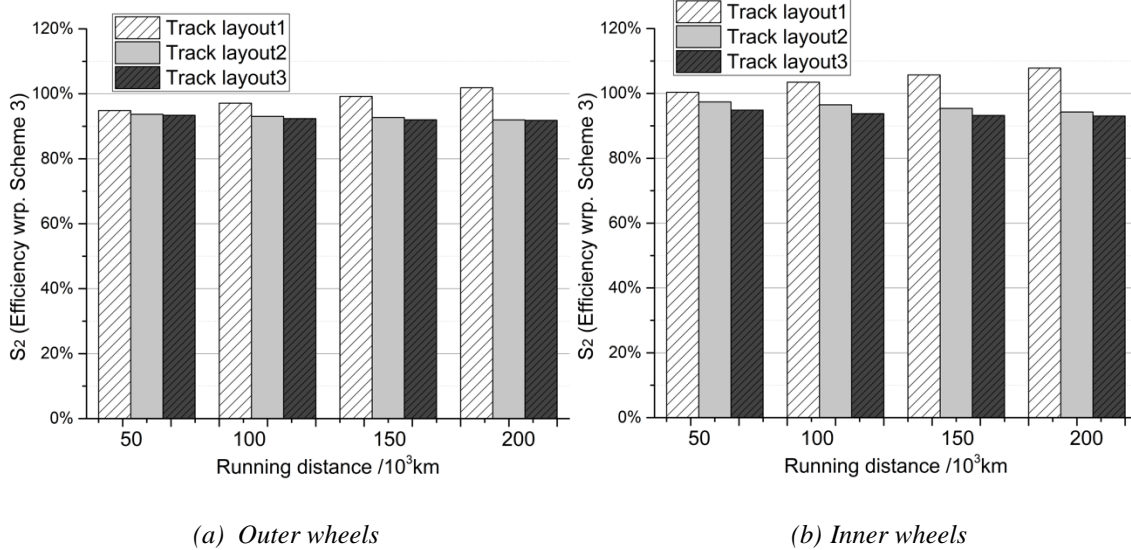 120%
100%
80%
60%
40%
20%
0%
S2 (Efficiency wrp. Scheme 3)
Track layout1
Track layout2
Track layout3
50
100
150
200
Running distance /10³km
(a) Outer wheels
120%
100%
80%
60%
40%
20%
0%
S2 (Efficiency wrp. Scheme 3)
Track layout1
Track layout2
Track layout3
50
100
150
200
Running distance /10³km
(b) Inner wheels